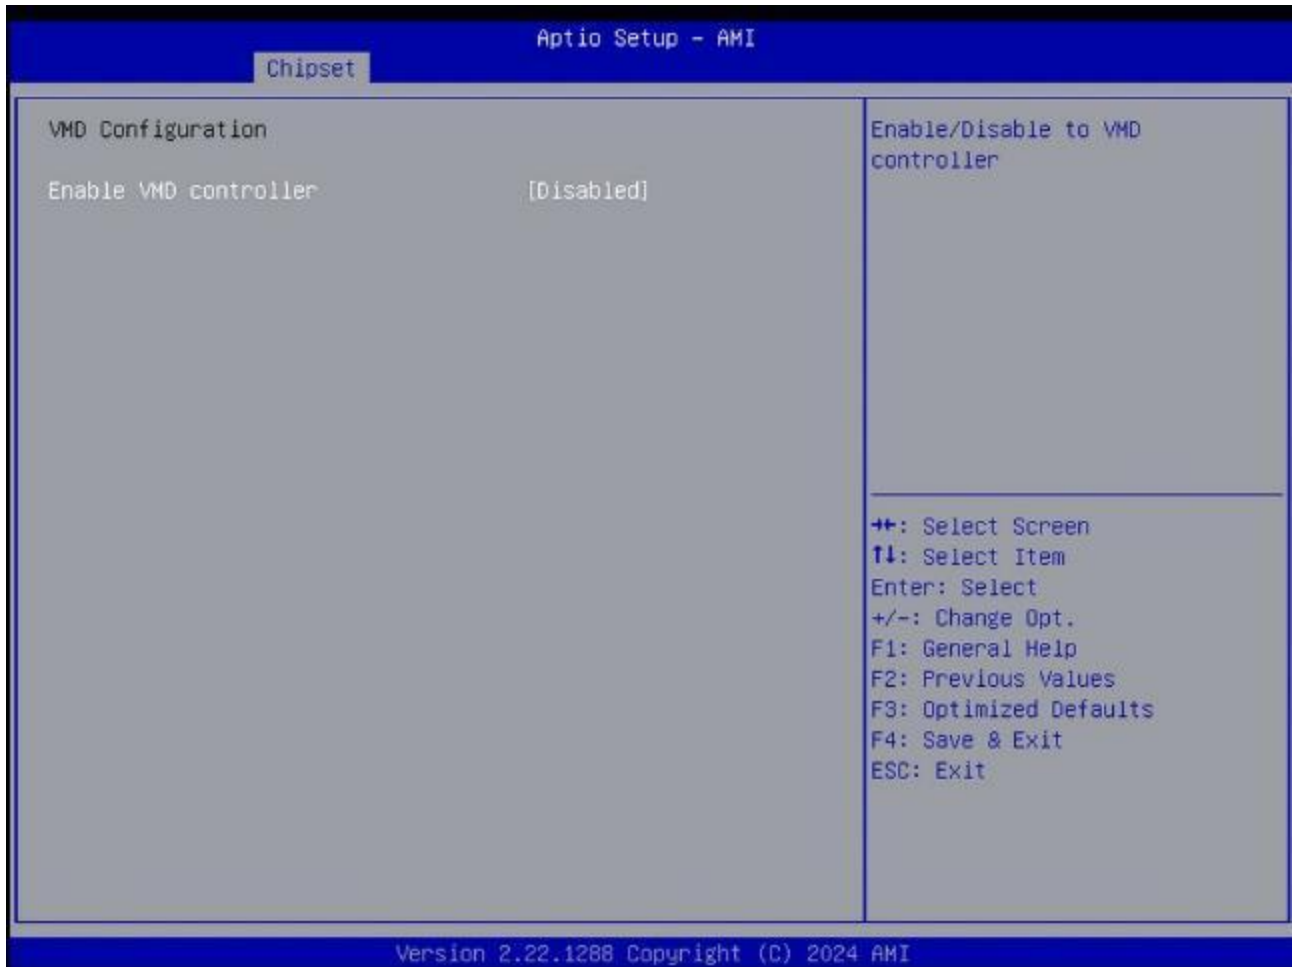 Aptio Setup – AMI
Chipset
VMD Configuration
Enable VMD controller [Disabled]
Enable/Disable to VMD
controller
→←: Select Screen
↑↓: Select Item
Enter: Select
+/-: Change Opt.
F1: General Help
F2: Previous Values
F3: Optimized Defaults
F4: Save & Exit
ESC: Exit
Version 2.22.1288 Copyright (C) 2024 AMI